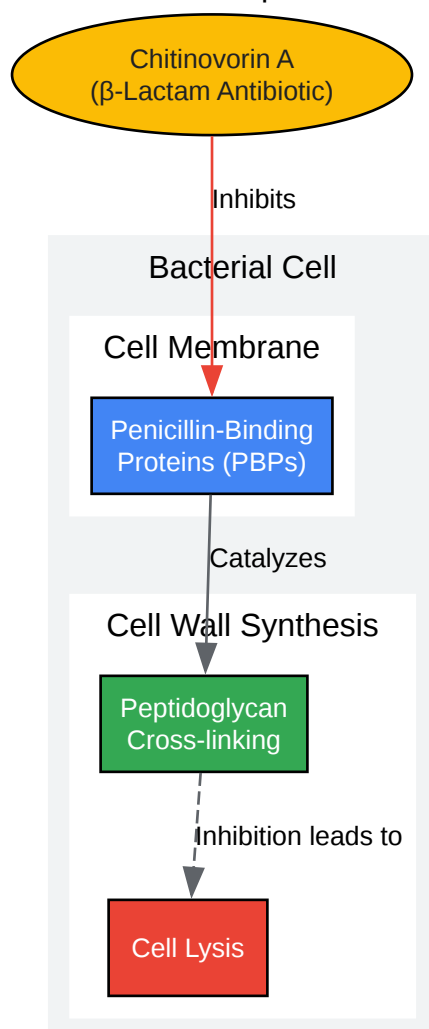 Chitinovorin A
(β-Lactam Antibiotic)
Inhibits
Bacterial Cell
Cell Membrane
Penicillin-Binding
Proteins (PBPs)
Catalyzes
Cell Wall Synthesis
Peptidoglycan
Cross-linking
Inhibition leads to
Cell Lysis